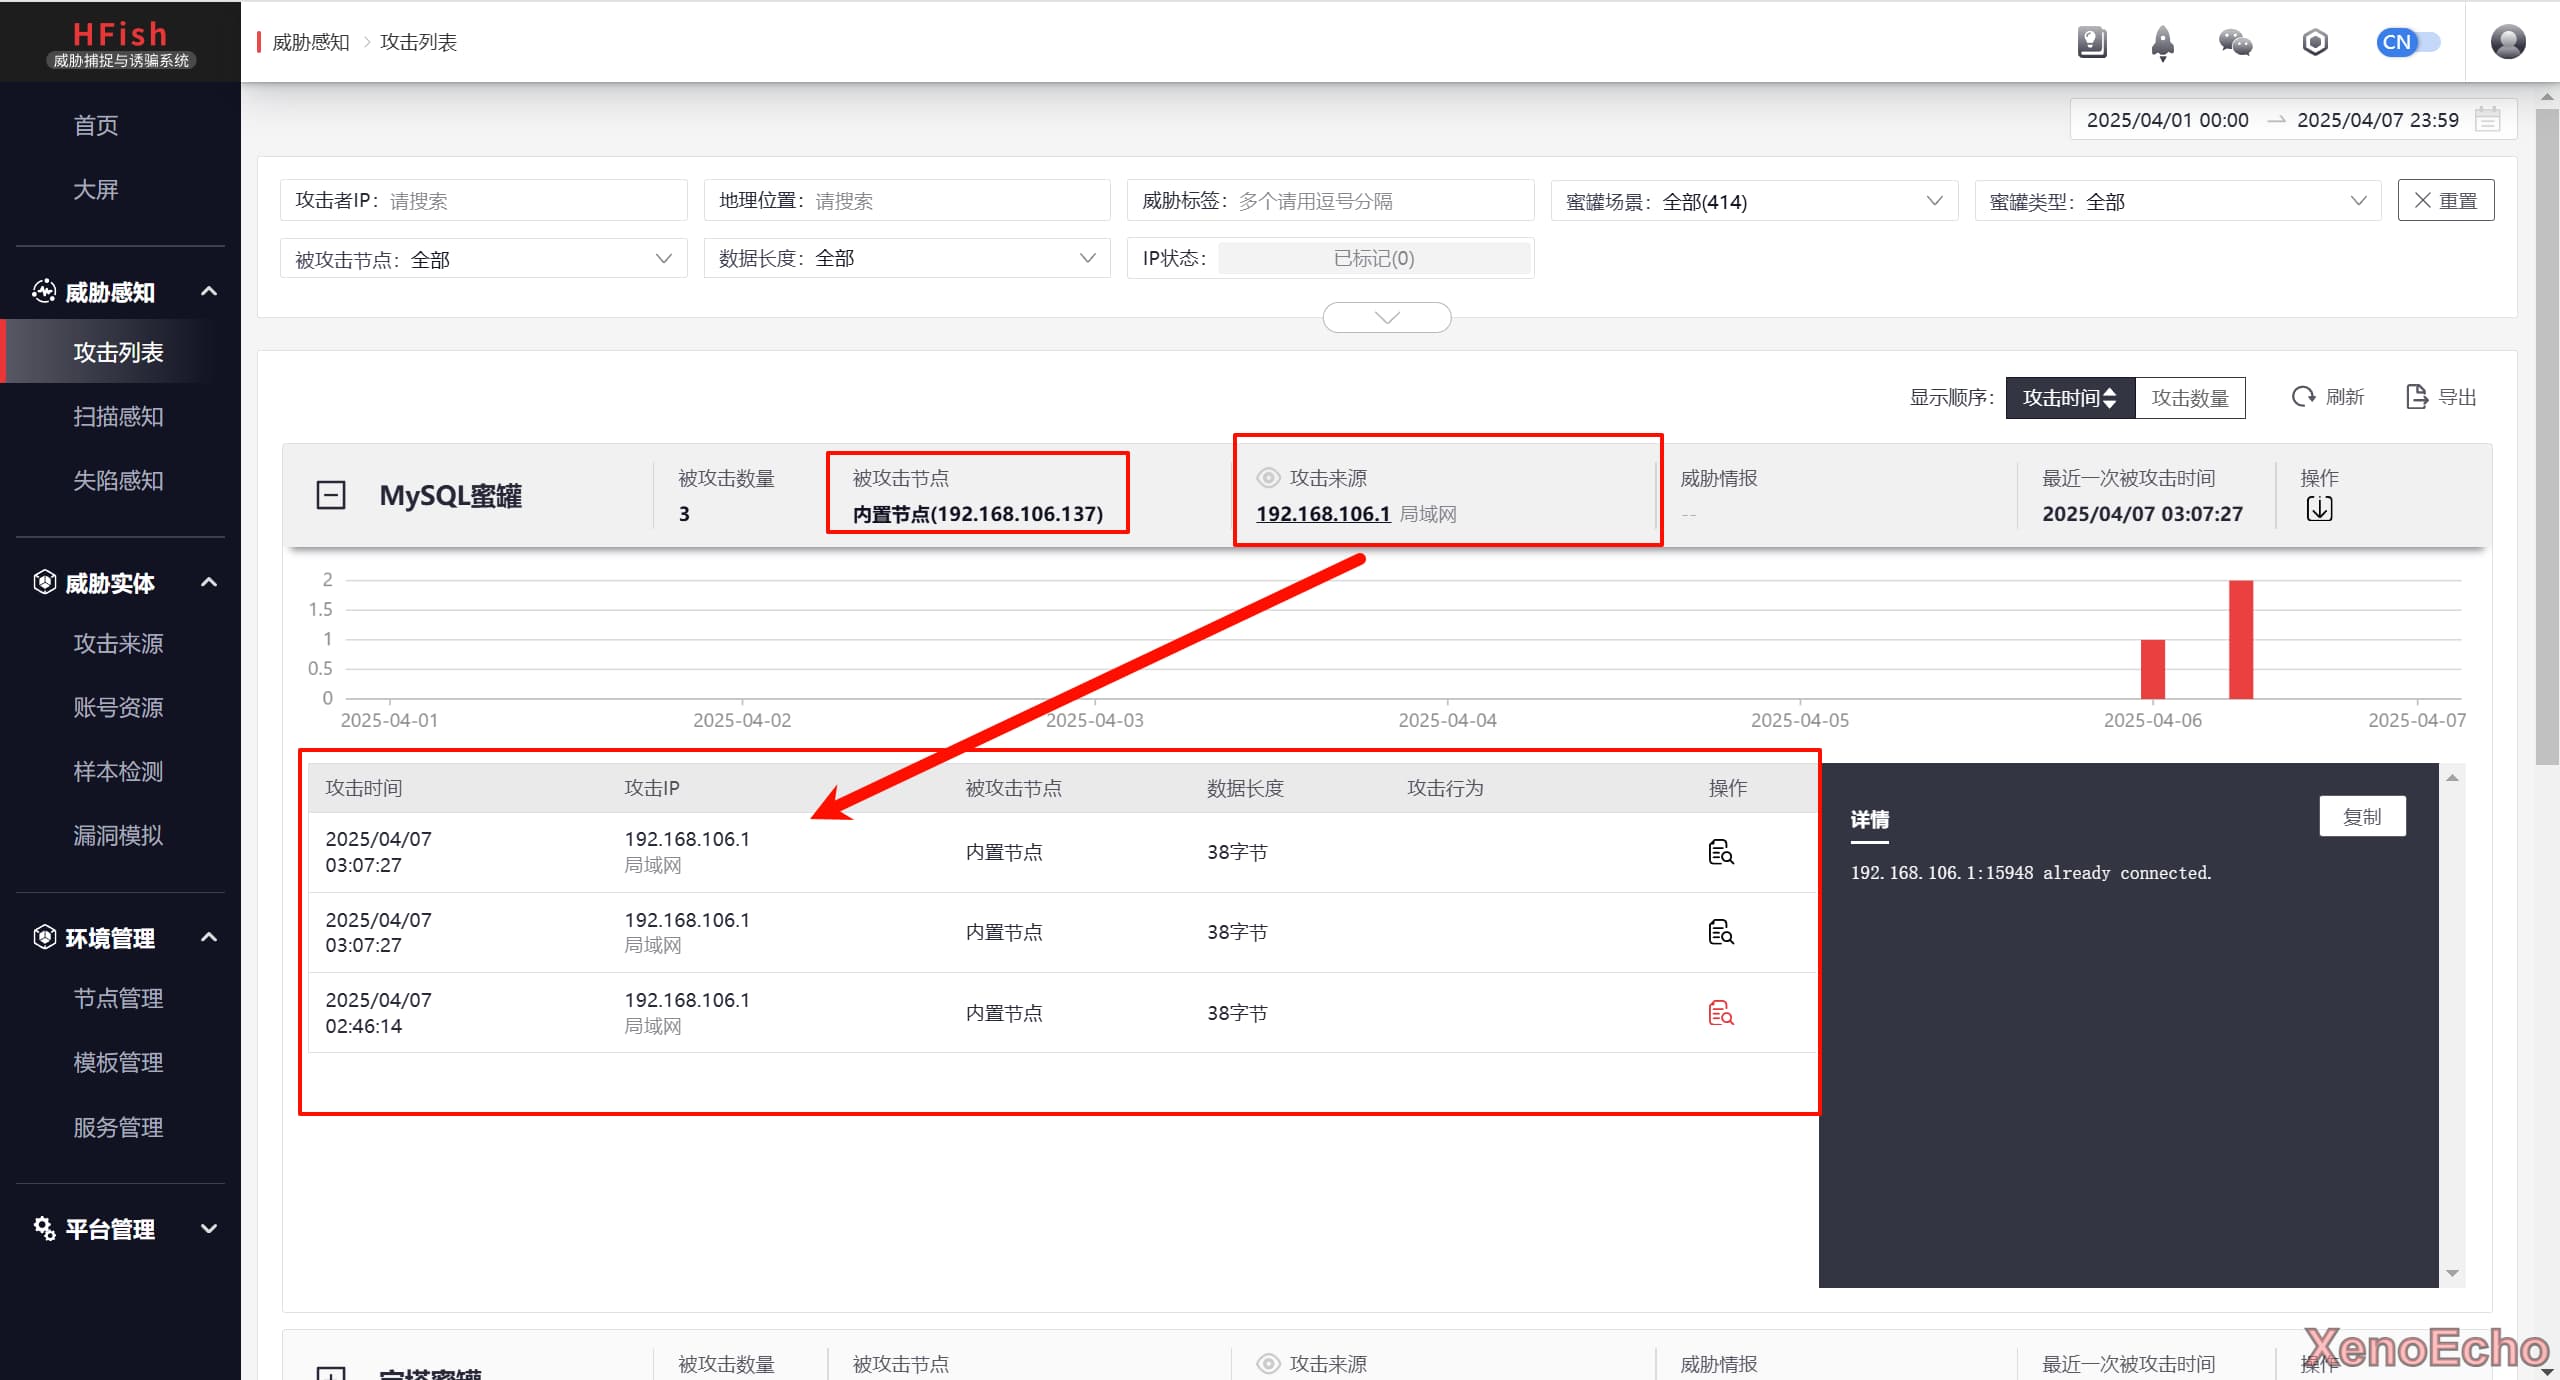 HFish
威胁捕捉与诱骗系统
威胁感知 > 攻击列表
CN
首页
大屏
威胁感知
攻击列表
扫描感知
失陷感知
威胁实体
攻击来源
账号资源
样本检测
漏洞模拟
环境管理
节点管理
模板管理
服务管理
平台管理
2025/04/01 00:00 → 2025/04/07 23:59
攻击者IP: 请搜索
地理位置: 请搜索
威胁标签: 多个请用逗号分隔
蜜罐场景: 全部(414)
蜜罐类型: 全部
重置
被攻击节点: 全部
数据长度: 全部
IP状态: 已标记(0)
显示顺序: 攻击时间 攻击数量 刷新 导出
MySQL蜜罐
被攻击数量
3
被攻击节点
内置节点(192.168.106.137)
攻击来源
192.168.106.1 局域网
威胁情报
--
最近一次被攻击时间
2025/04/07 03:07:27
操作
2
1.5
1
0.5
0
2025-04-01 2025-04-02 2025-04-03 2025-04-04 2025-04-05 2025-04-06 2025-04-07
攻击时间 攻击IP 被攻击节点 数据长度 攻击行为 操作
2025/04/07
03:07:27
192.168.106.1
局域网
内置节点
38字节
2025/04/07
03:07:27
192.168.106.1
局域网
内置节点
38字节
2025/04/07
02:46:14
192.168.106.1
局域网
内置节点
38字节
详情
复制
192.168.106.1:15948 already connected.
宝塔蜜罐
被攻击数量 被攻击节点 攻击来源 威胁情报 最近一次被攻击时间 操作
XenoEcho